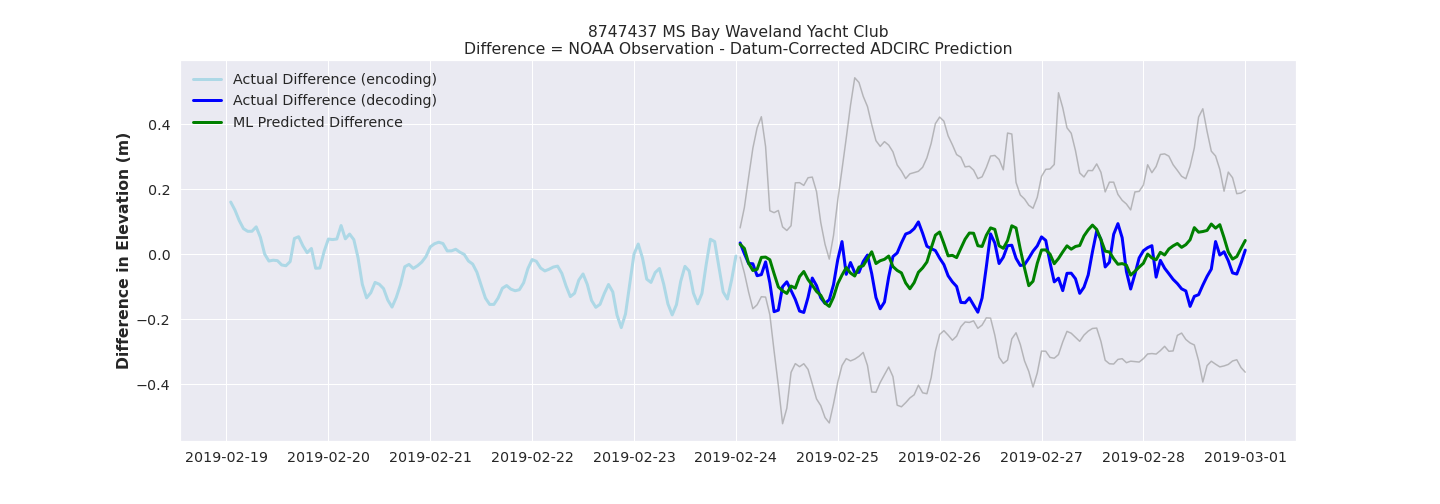 8747437 MS Bay Waveland Yacht Club
Difference = NOAA Observation - Datum-Corrected ADCIRC Prediction
Actual Difference (encoding)
Actual Difference (decoding)
ML Predicted Difference
Difference in Elevation (m)
0.4
0.2
0.0
−0.2
−0.4
2019-02-19 2019-02-20 2019-02-21 2019-02-22 2019-02-23 2019-02-24 2019-02-25 2019-02-26 2019-02-27 2019-02-28 2019-03-01